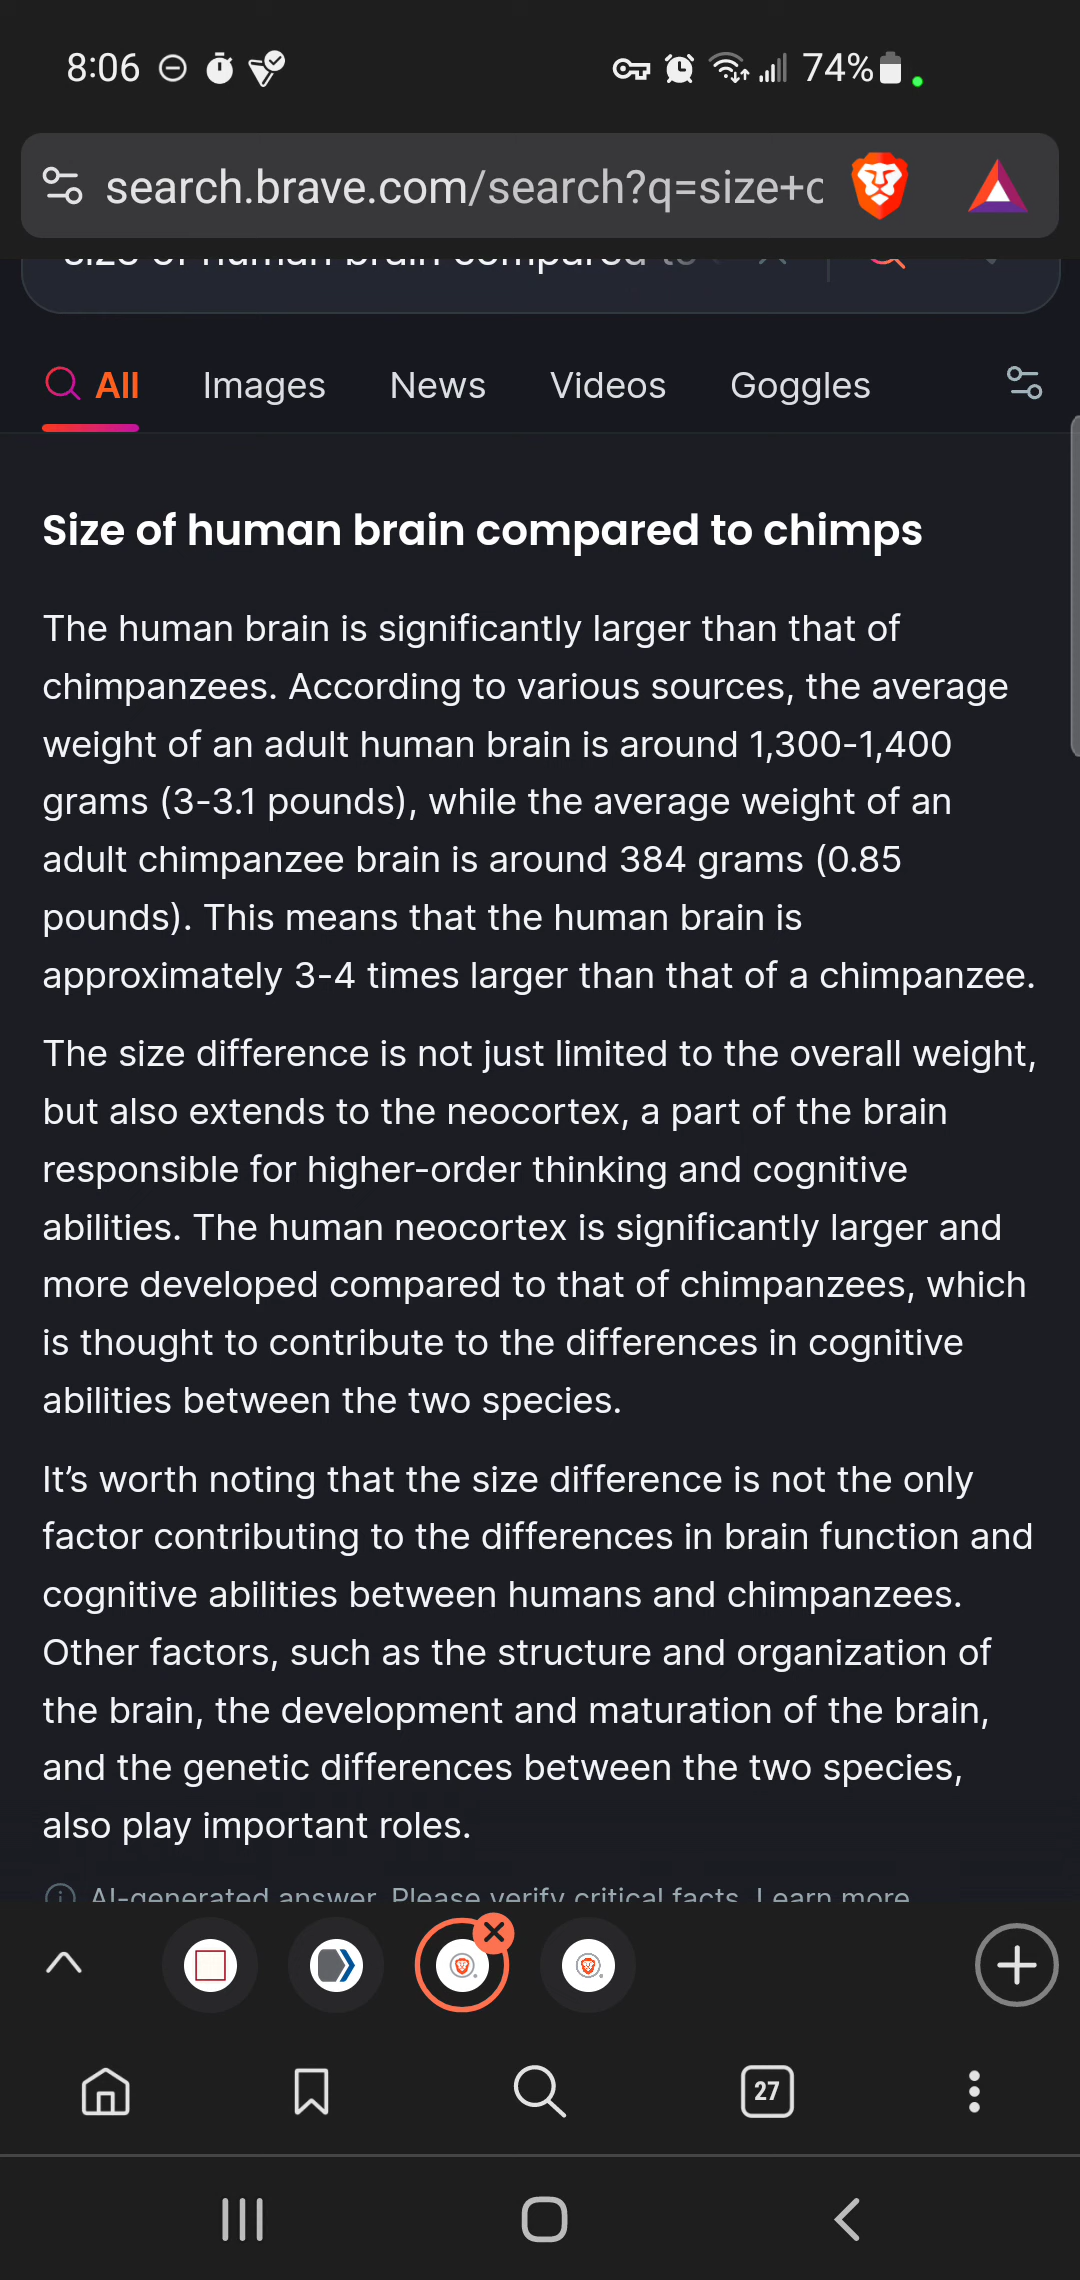 8:06 74%
search.brave.com/search?q=size+c
size of human brain compared to
All Images News Videos Goggles
Size of human brain compared to chimps
The human brain is significantly larger than that of
chimpanzees. According to various sources, the average
weight of an adult human brain is around 1,300-1,400
grams (3-3.1 pounds), while the average weight of an
adult chimpanzee brain is around 384 grams (0.85
pounds). This means that the human brain is
approximately 3-4 times larger than that of a chimpanzee.
The size difference is not just limited to the overall weight,
but also extends to the neocortex, a part of the brain
responsible for higher-order thinking and cognitive
abilities. The human neocortex is significantly larger and
more developed compared to that of chimpanzees, which
is thought to contribute to the differences in cognitive
abilities between the two species.
It’s worth noting that the size difference is not the only
factor contributing to the differences in brain function and
cognitive abilities between humans and chimpanzees.
Other factors, such as the structure and organization of
the brain, the development and maturation of the brain,
and the genetic differences between the two species,
also play important roles.
AI-generated answer. Please verify critical facts. Learn more
27